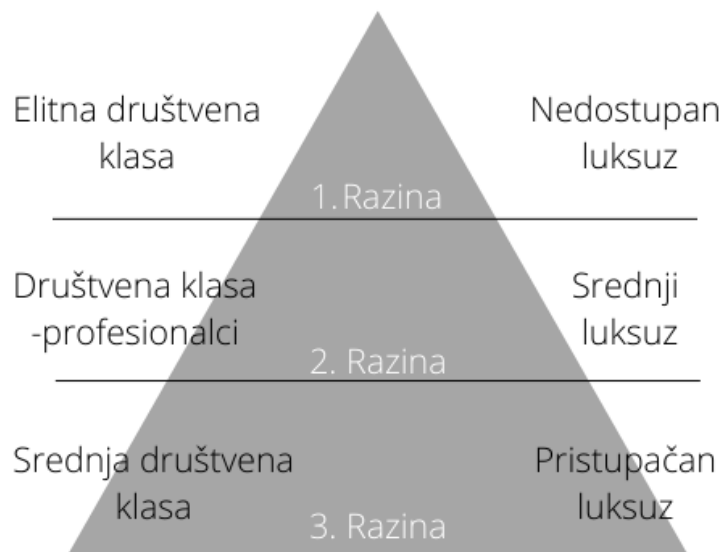 Elitna društvena
klasa
Nedostupan
luksuz
1. Razina
Društvena klasa
-profesionalci
Srednji
luksuz
2. Razina
Srednja društvena
klasa
Pristupačan
luksuz
3. Razina